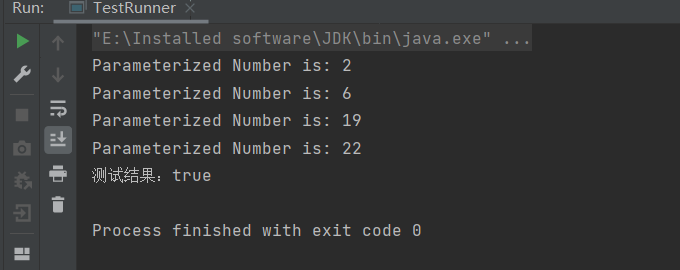 Run: TestRunner
"E:\Installed software\JDK\bin\java.exe" ...
Parameterized Number is: 2
Parameterized Number is: 6
Parameterized Number is: 19
Parameterized Number is: 22
测试结果：true
Process finished with exit code 0